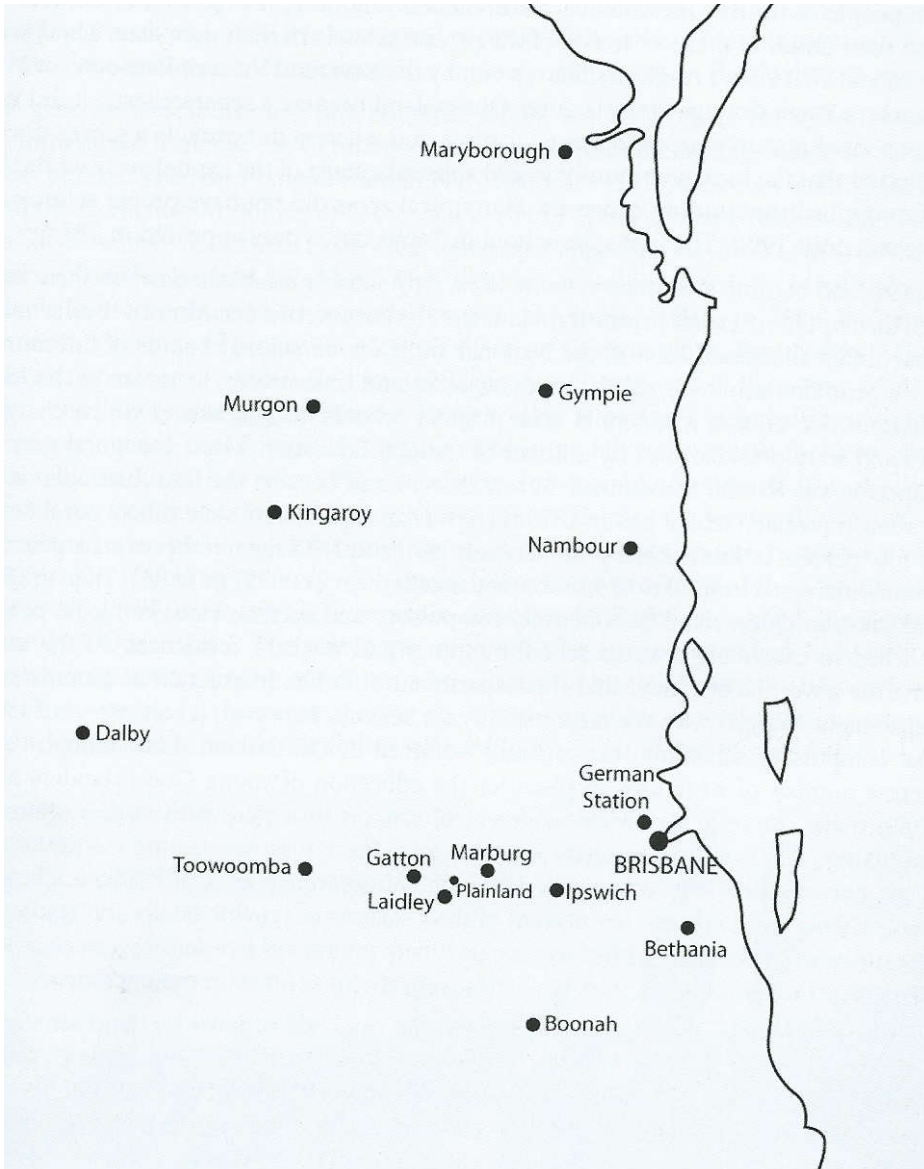 Maryborough
Gympie
Murgon
Kingaroy
Nambour
Dalby
German
Station
BRISBANE
Toowoomba
Gatton
Marburg
Laidley
Plainland
Ipswich
Bethania
Boonah